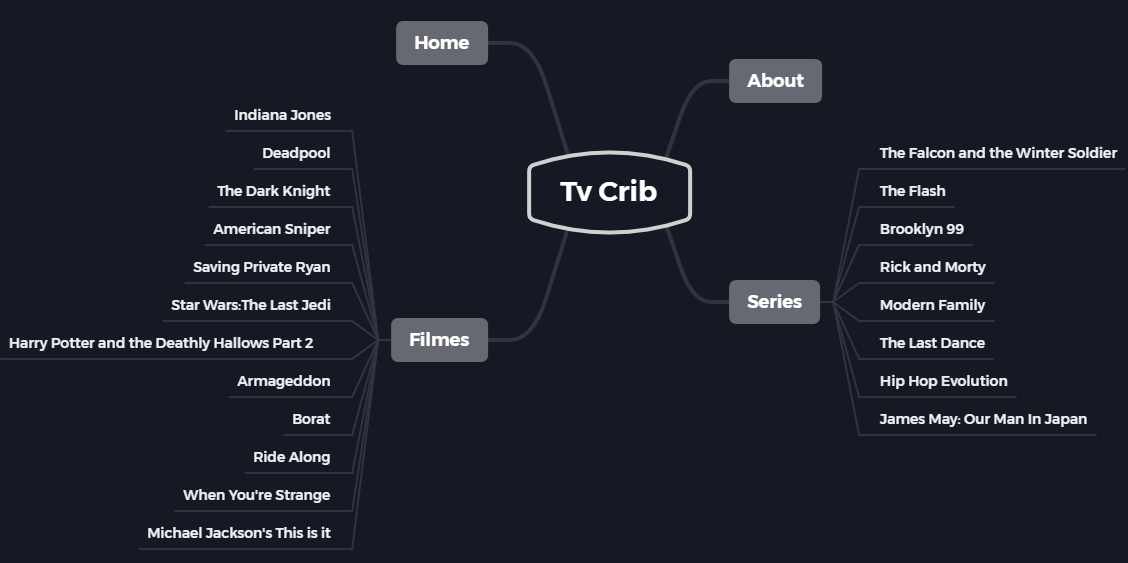 Home
About
Tv Crib
Indiana Jones
Deadpool
The Dark Knight
American Sniper
Saving Private Ryan
Star Wars:The Last Jedi
Harry Potter and the Deathly Hallows Part 2
Armageddon
Borat
Ride Along
When You're Strange
Michael Jackson's This is it
Filmes
Series
The Falcon and the Winter Soldier
The Flash
Brooklyn 99
Rick and Morty
Modern Family
The Last Dance
Hip Hop Evolution
James May: Our Man In Japan